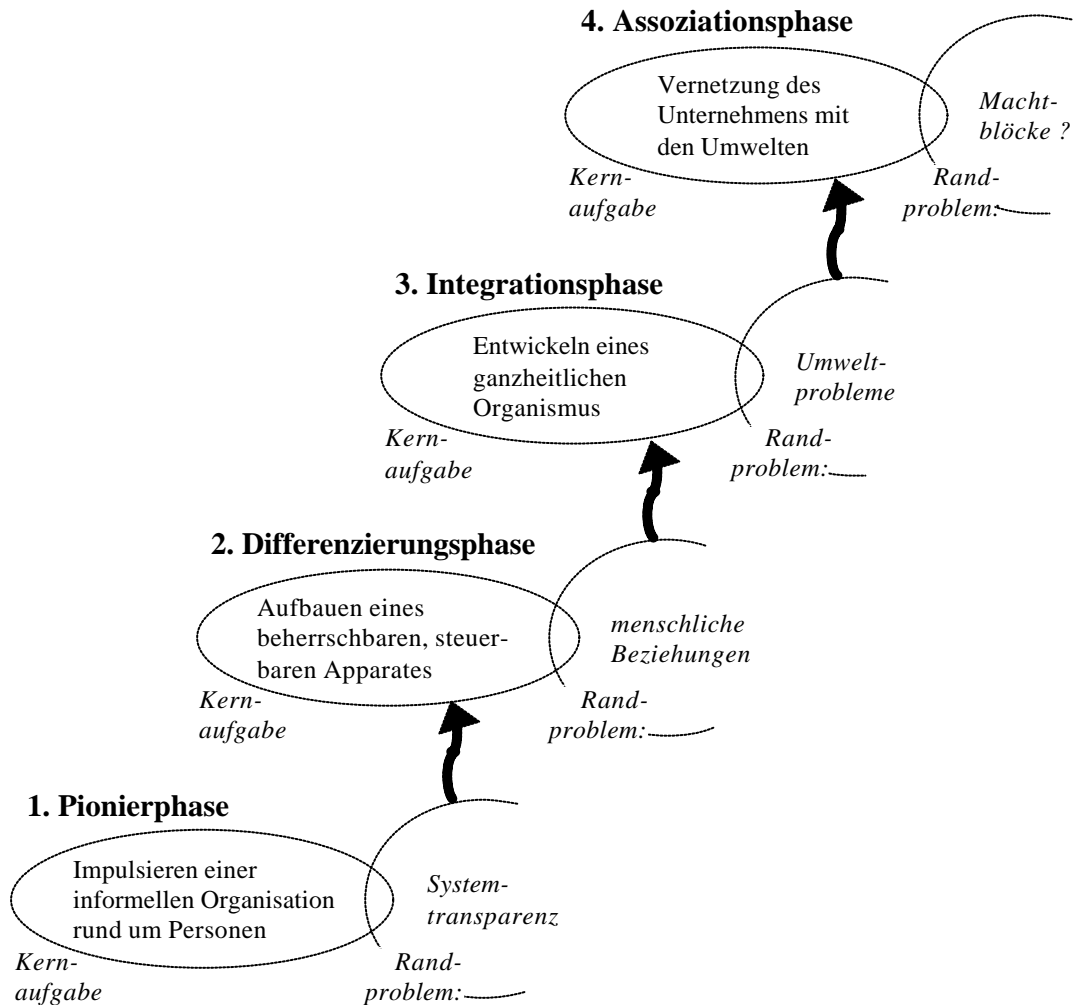 4. Assoziationsphase
Vernetzung des
Unternehmens mit
den Umwelten
Macht-
blöcke ?
Kern-
aufgabe
Rand-
problem:
3. Integrationsphase
Entwickeln eines
ganzheitlichen
Organismus
Umwelt-
probleme
Kern-
aufgabe
Rand-
problem:
2. Differenzierungsphase
Aufbauen eines
beherrschbaren, steuer-
baren Apparates
menschliche
Beziehungen
Kern-
aufgabe
Rand-
problem:
1. Pionierphase
Impulsieren einer
informellen Organisation
rund um Personen
System-
transparenz
Kern-
aufgabe
Rand-
problem: